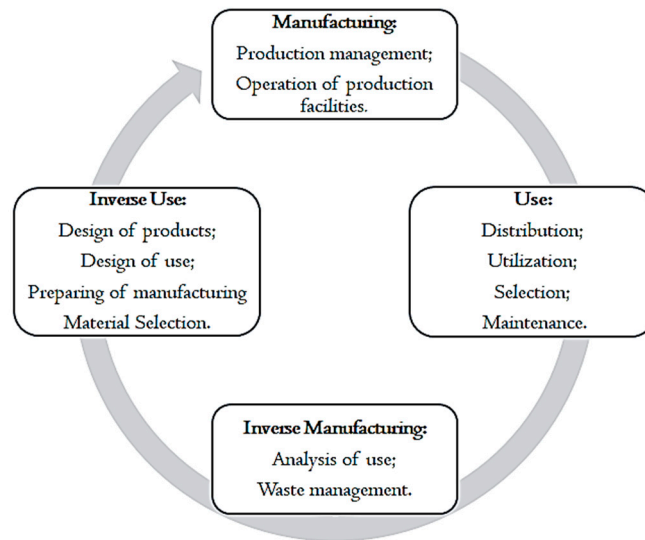 Manufacturing:
Production management;
Operation of production
facilities.
Inverse Use:
Design of products;
Design of use;
Preparing of manufacturing
Material Selection.
Use:
Distribution;
Utilization;
Selection;
Maintenance.
Inverse Manufacturing:
Analysis of use;
Waste management.